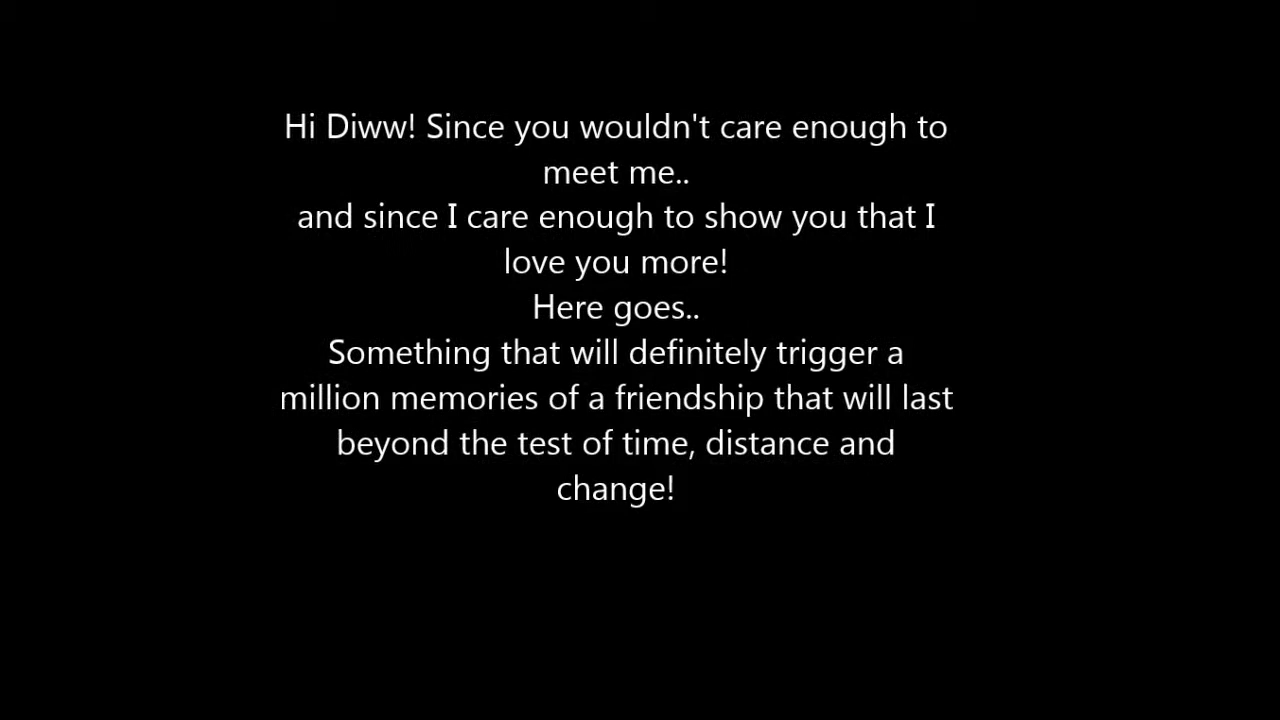 Hi Diww! Since you wouldn't care enough to
meet me..
and since I care enough to show you that I
love you more!
Here goes..
Something that will definitely trigger a
million memories of a friendship that will last
beyond the test of time, distance and
change!